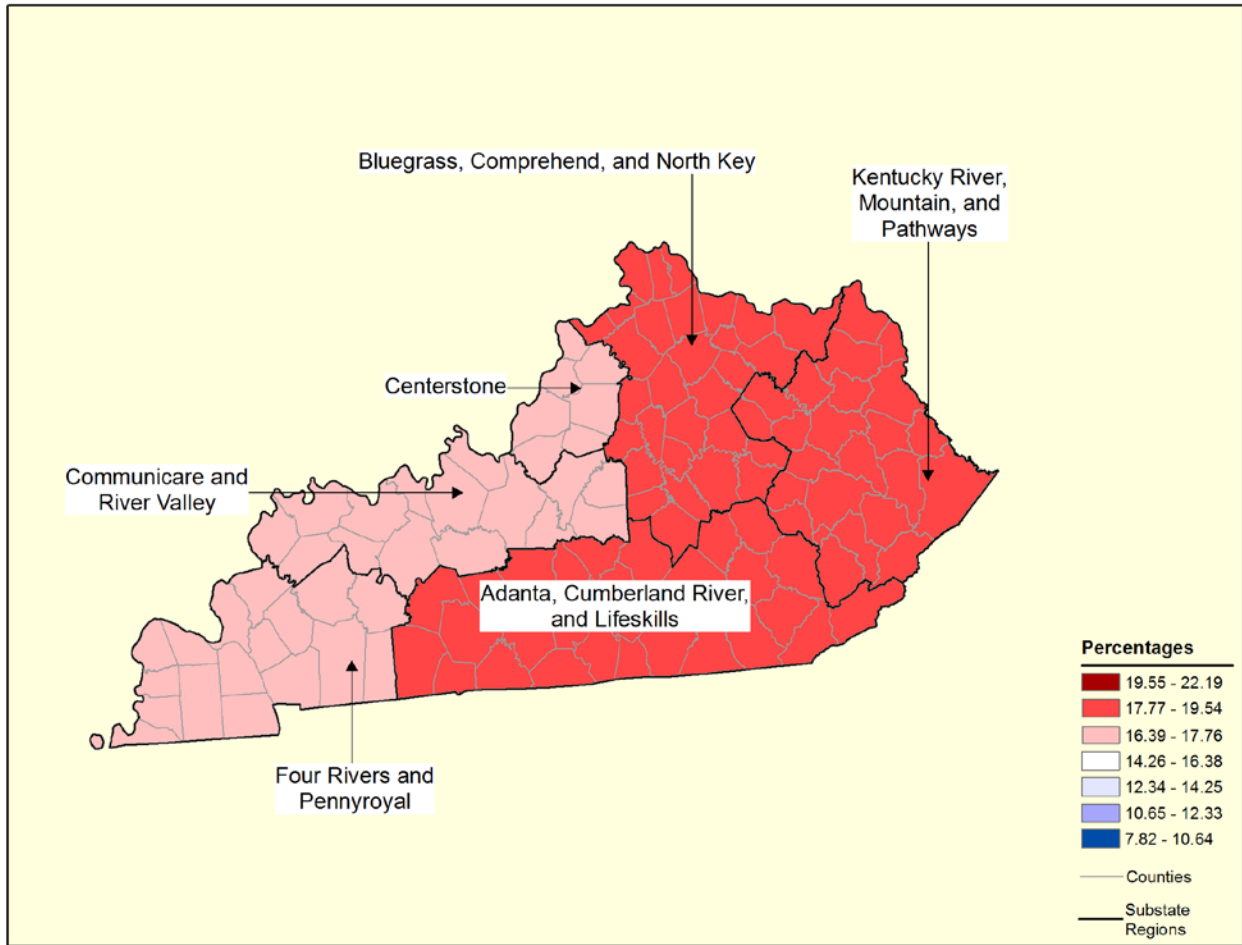 Bluegrass, Comprehend, and North Key
Kentucky River,
Mountain, and
Pathways
Centerstone
Communicare and
River Valley
Adanta, Cumberland River,
and Lifeskills
Four Rivers and
Pennyroyal
Percentages
19.55 - 22.19
17.77 - 19.54
16.39 - 17.76
14.26 - 16.38
12.34 - 14.25
10.65 - 12.33
7.82 - 10.64
Counties
Substate
Regions